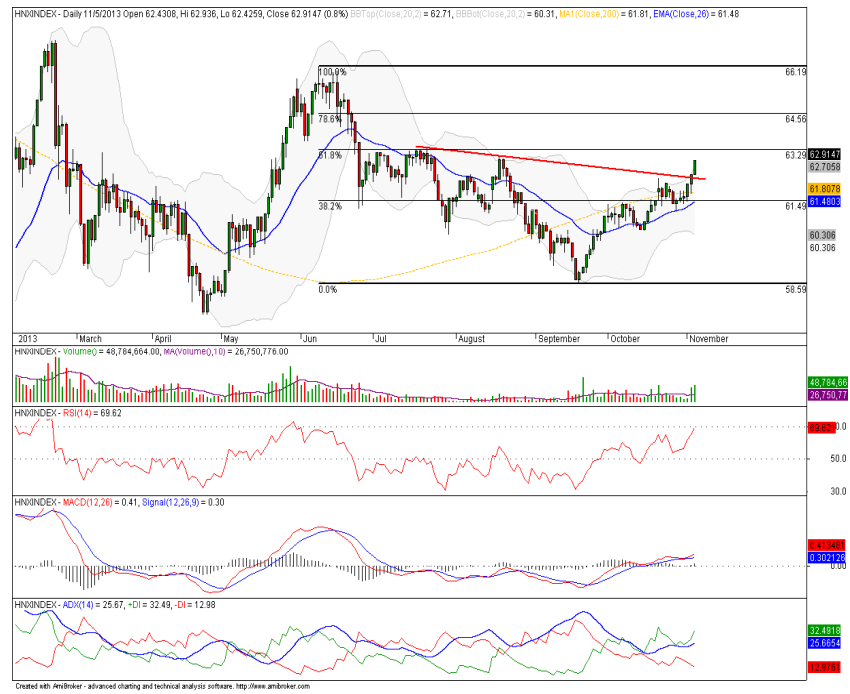 HNXINDEX - Daily 11/5/2013 Open 62.4308, Hi 62.936, Lo 62.4259, Close 62.9147 (0.8%) BBTop(Close,20,2) = 62.71, BBBot(Close,20,2) = 60.31, MA1(Close,200) = 61.81, EMA(Close,26) = 61.48
100.0% 66.19
78.6% 64.56
61.8% 63.29
62.9147
62.7058
61.8078
38.2% 61.49
61.4803
60.306
60.306
0.0% 58.59
2013 March April May Jun Jul August September October November
HNXINDEX - Volume() = 48,784,664.00, MA(Volume(),10) = 26,750,776.00
48,784,66
26,750,77
HNXINDEX - RSI(14) = 69.62
50.0
30.0
HNXINDEX - MACD(12,26) = 0.41, Signal(12,26,9) = 0.30
0.302126
0.00
HNXINDEX - ADX(14) = 25.67, +DI = 32.49, -DI = 12.98
32.4918
25.6654
Created with AmiBroker - advanced charting and technical analysis software. http://www.amibroker.com